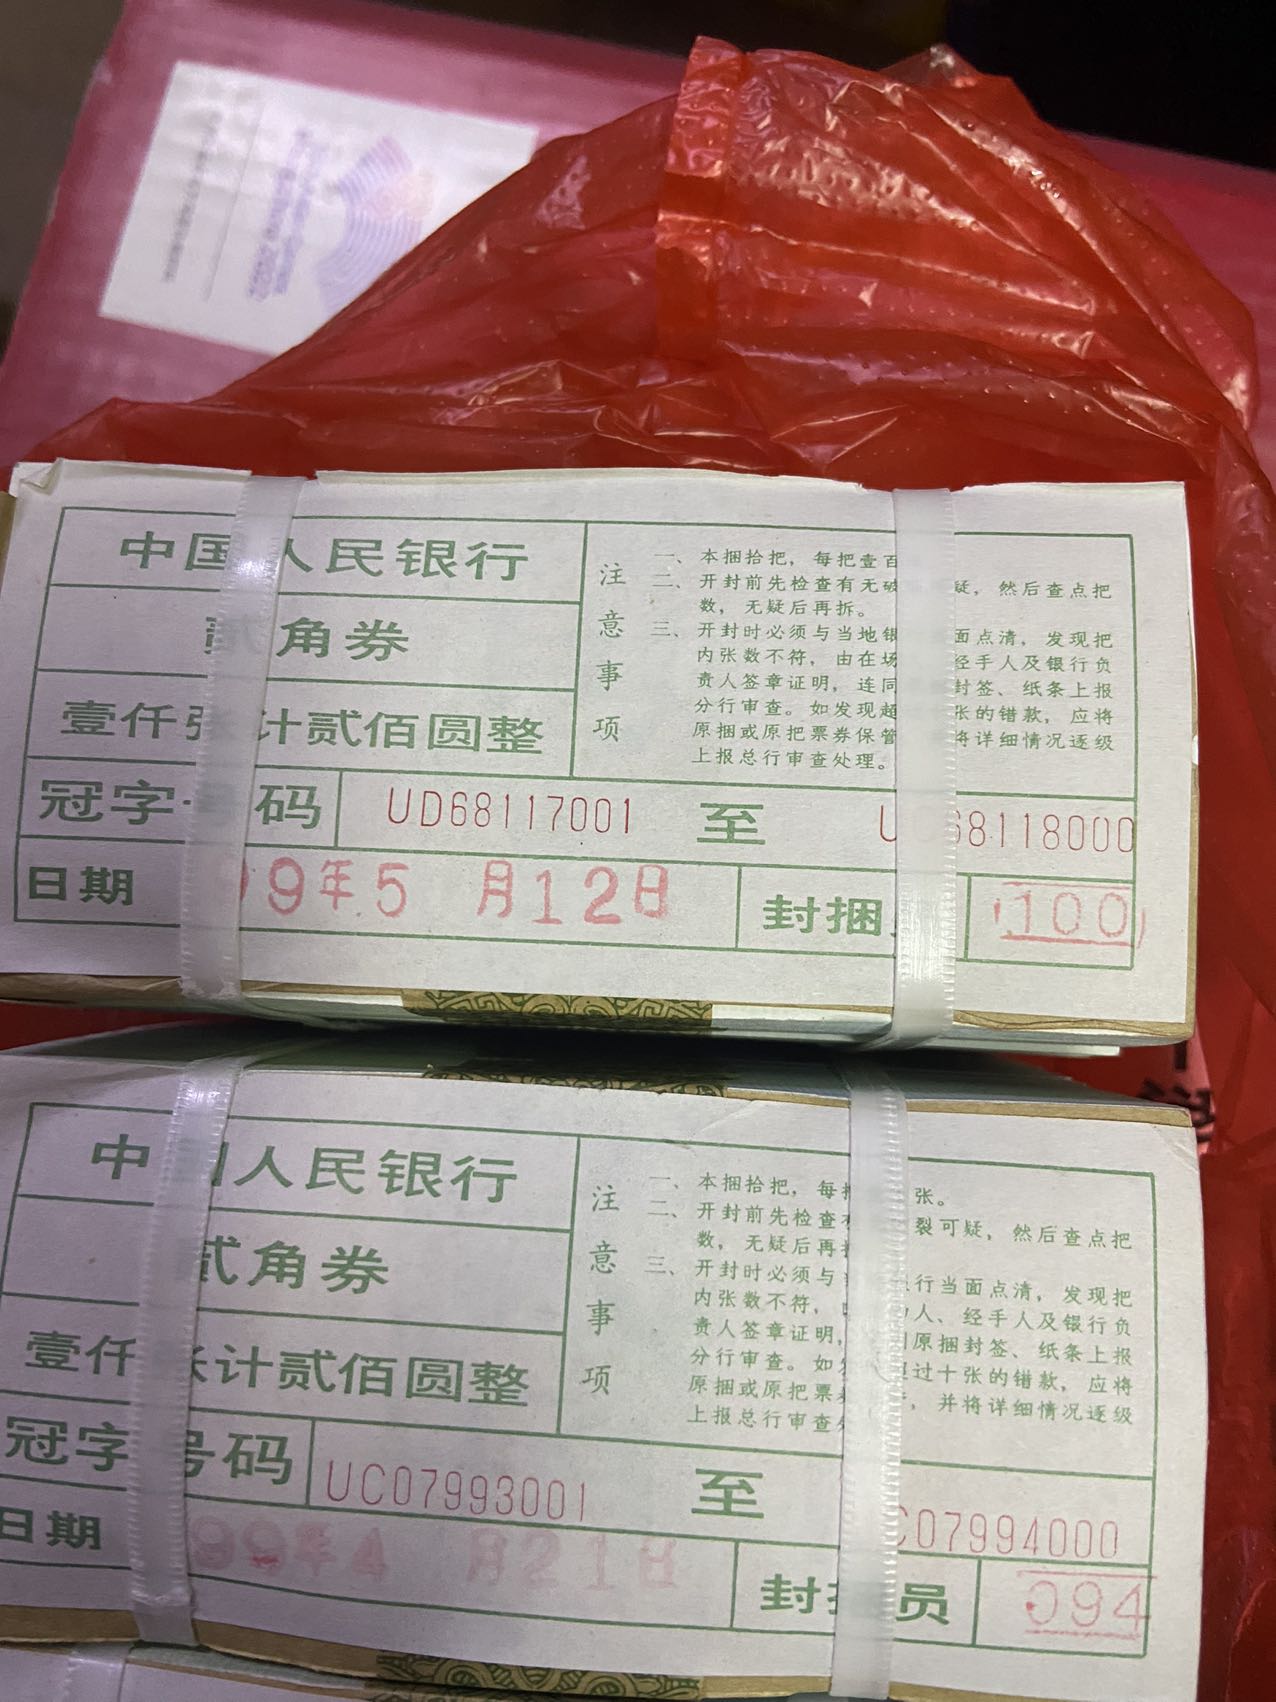 中国人民银行
贰角券
壹仟张计贰佰圆整
冠字号码 UD68117001 至 U 68118000
日期 99年5月12日 封捆 100
注意事项
一、本捆拾把，每把壹百
二、开封前先检查有无破 疑，然后查点把
数，无疑后再拆。
三、开封时必须与当地银 面点清，发现把
内张数不符，由在场 经手人及银行负
责人签章证明，连同 封签、纸条上报
分行审查。如发现超 张的错款，应将
原捆或原把票券保管 将详细情况逐级
上报总行审查处理。
中国人民银行
贰角券
壹仟张计贰佰圆整
冠字号码 UC07993001 至 C07994000
日期 99年4月21日 封捆员 094
注意事项
一、本捆拾把，每 张。
二、开封前先检查 裂可疑，然后查点把
数，无疑后再
三、开封时必须与 行当面点清，发现把
内张数不符， 人、经手人及银行负
责人签章证明， 原捆封签、纸条上报
分行审查。如 过十张的错款，应将
原捆或原把票 ，并将详细情况逐级
上报总行审查